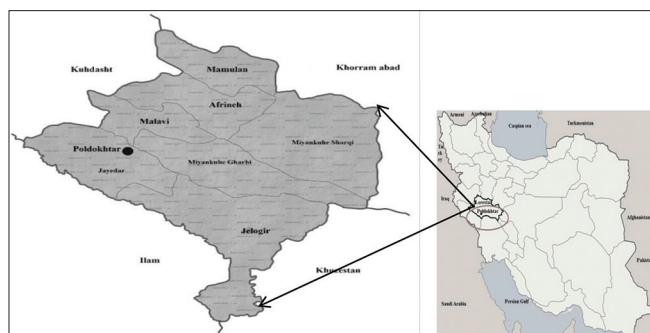 Kuhdasht
Mamulan
Khorram abad
Afrineh
Malavi
Poldokhtar
Miyankuhe Sharqi
Miyankuhe Gharbi
Jayedar
Jelogir
Ilam
Khuzestan
Armeni
Caspian sea
Turkmenistan
Iraq
Poldokhtar
Afghanistan
Saudi Arabia
Persian Gulf